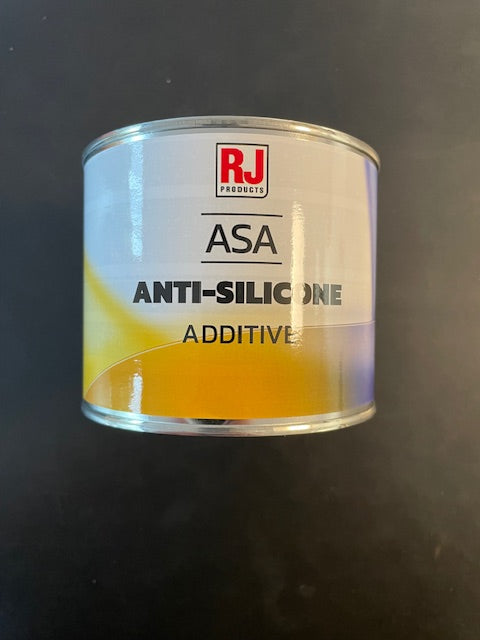 RJ
PRODUCTS
ASA
ANTI-SILICONE
ADDITIVE